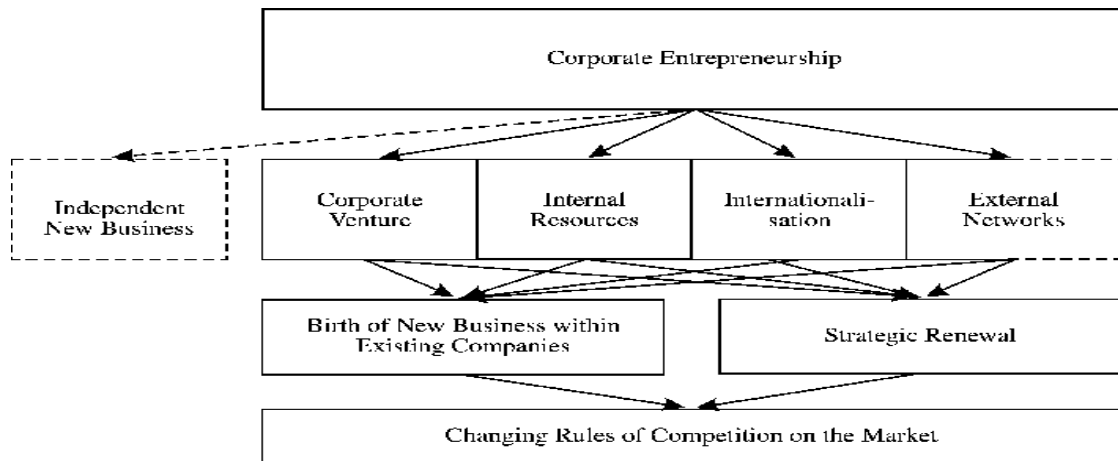 Corporate Entrepreneurship
Independent
New Business
Corporate
Venture
Internal
Resources
Internationali-
sation
External
Networks
Birth of New Business within
Existing Companies
Strategic Renewal
Changing Rules of Competition on the Market